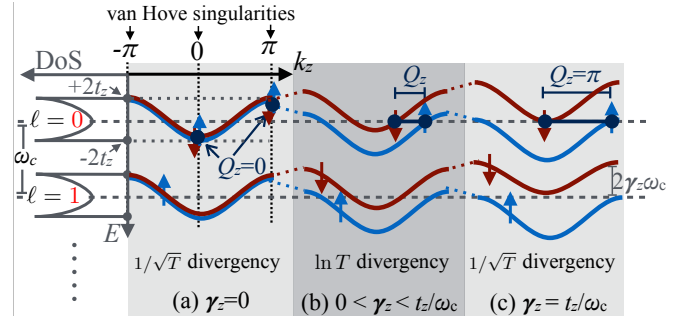 van Hove singularities
-π 0 π
DoS
k_z
+2t_z
Q_z
Q_z=π
ℓ = 0
ω_c
-2t_z
Q_z=0
ℓ = 1
2γ_zω_c
E
1/√T divergency
ln T divergency
1/√T divergency
(a) γ_z=0
(b) 0 < γ_z < t_z/ω_c
(c) γ_z = t_z/ω_c